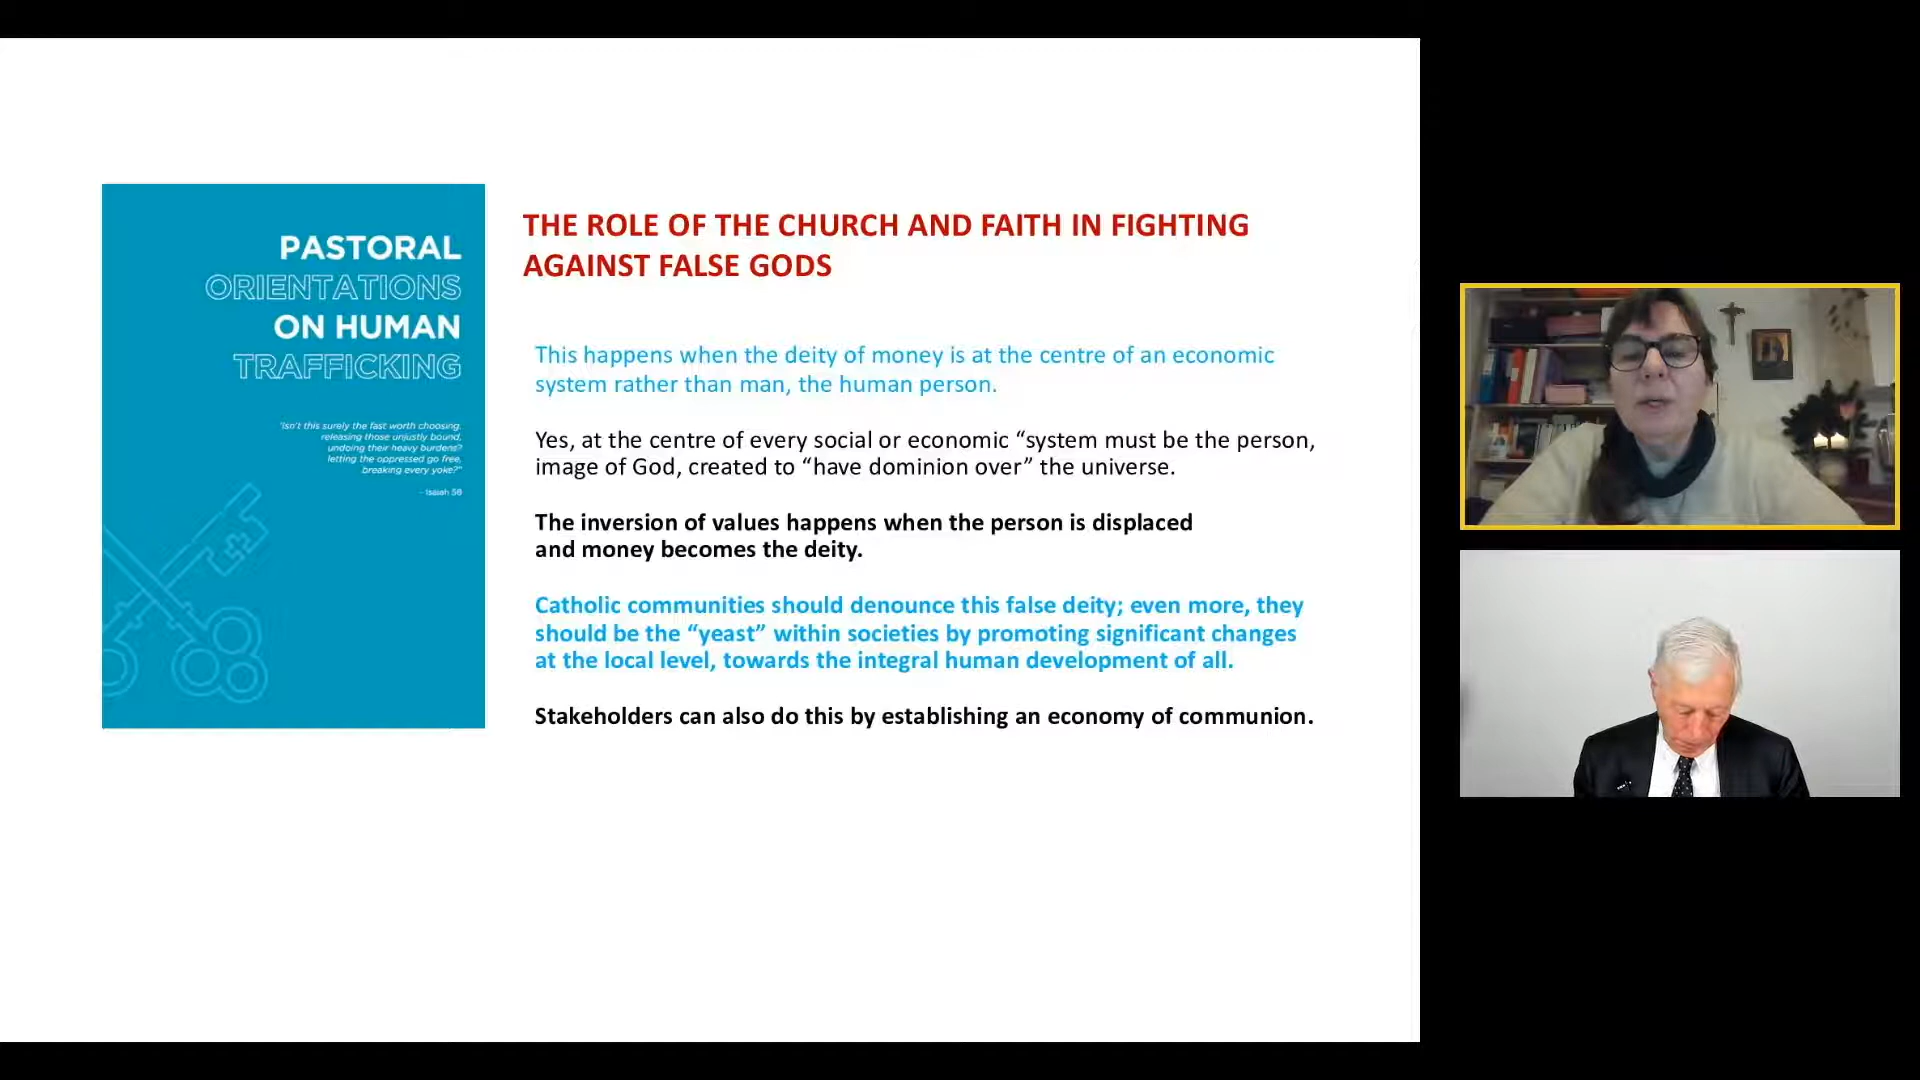 PASTORAL
ORIENTATIONS
ON HUMAN
TRAFFICKING
"Isn't this surely the fast worth choosing,
releasing those unjustly bound,
undoing their heavy burdens?
letting the oppressed go free,
breaking every yoke?"
- Isaiah 58
THE ROLE OF THE CHURCH AND FAITH IN FIGHTING
AGAINST FALSE GODS
This happens when the deity of money is at the centre of an economic
system rather than man, the human person.
Yes, at the centre of every social or economic “system must be the person,
image of God, created to “have dominion over” the universe.
The inversion of values happens when the person is displaced
and money becomes the deity.
Catholic communities should denounce this false deity; even more, they
should be the “yeast” within societies by promoting significant changes
at the local level, towards the integral human development of all.
Stakeholders can also do this by establishing an economy of communion.